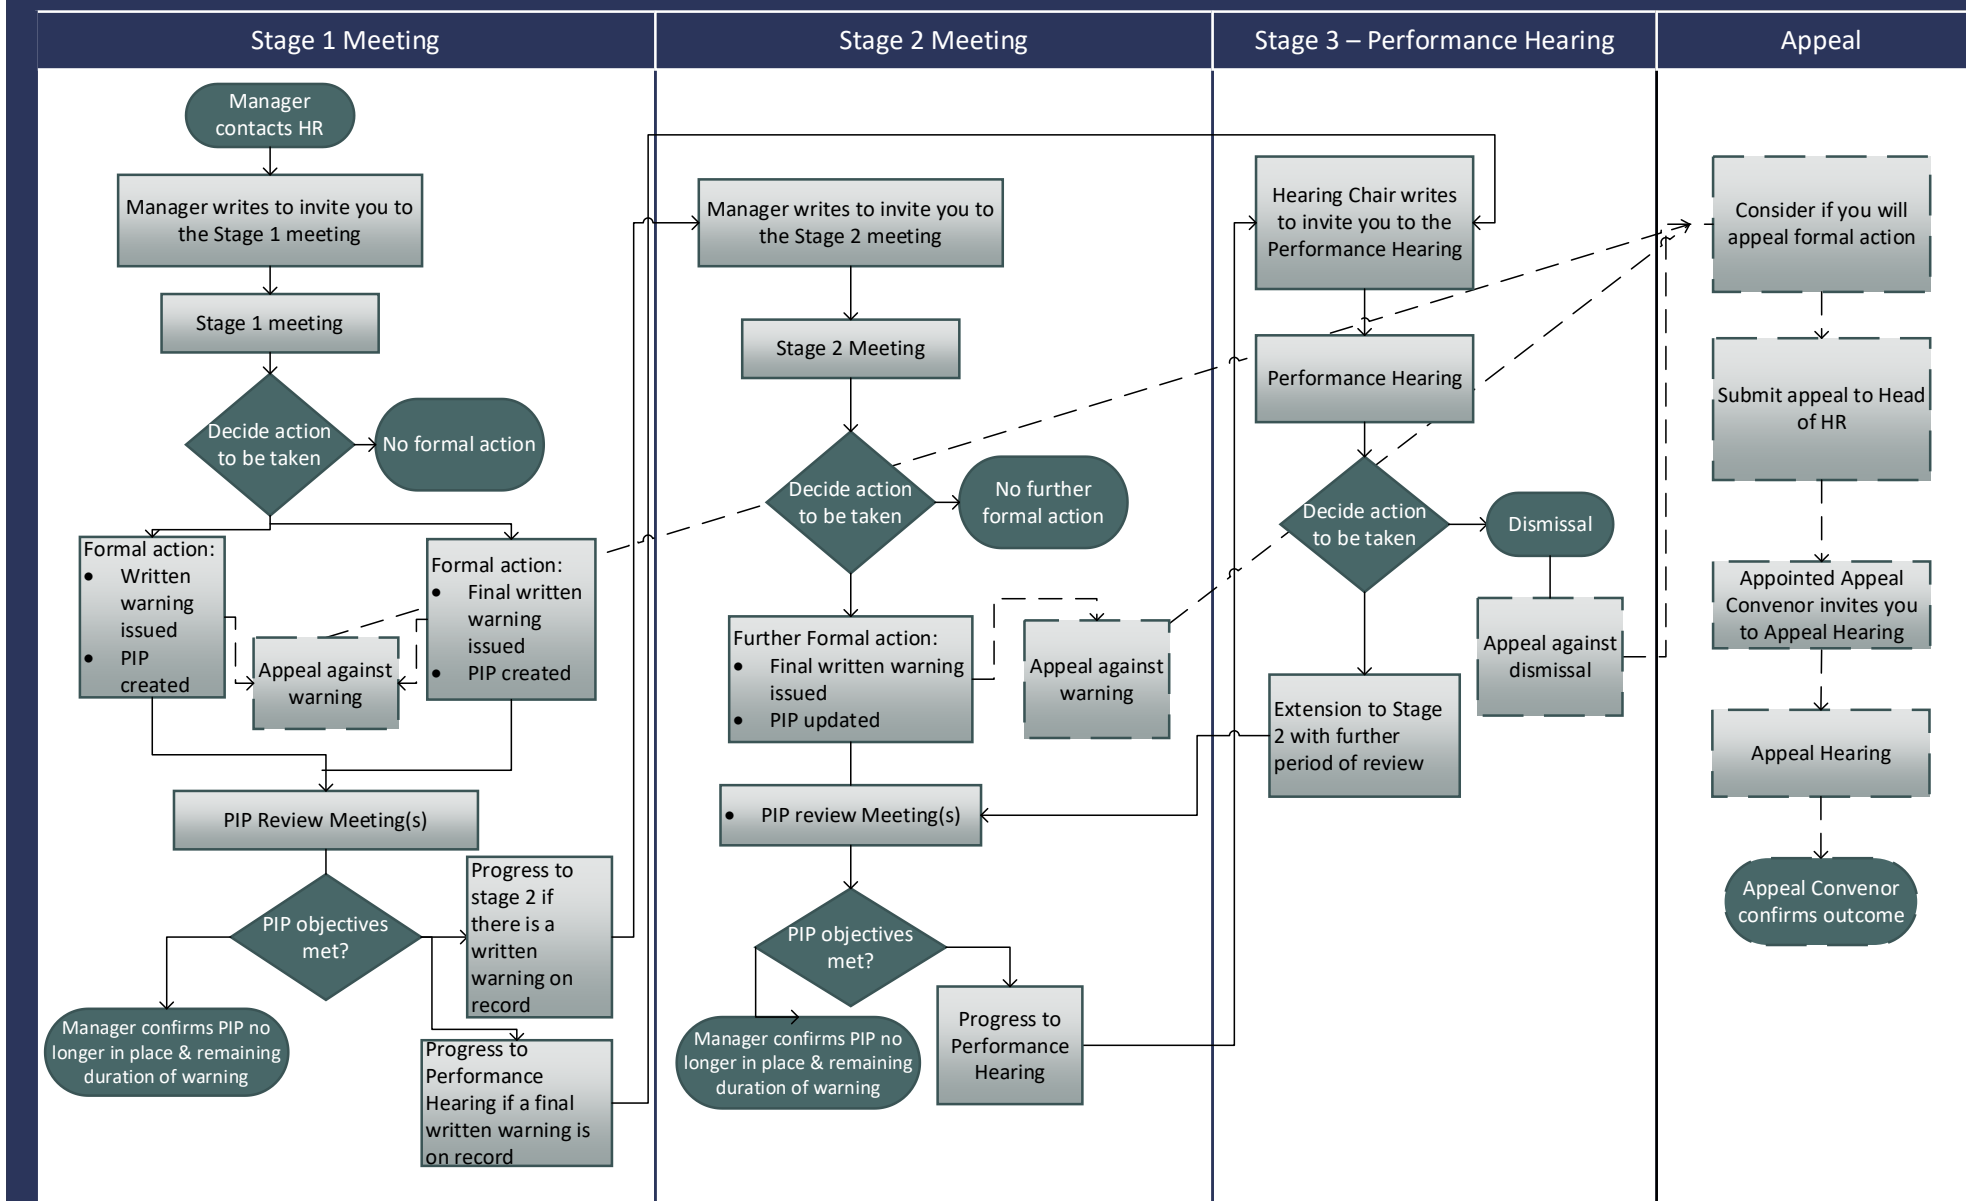 Stage 1 Meeting
Stage 2 Meeting
Stage 3 – Performance Hearing
Appeal
Manager
contacts HR
Manager writes to invite you to
the Stage 1 meeting
Stage 1 meeting
Decide action
to be taken
No formal action
Formal action:
• Written
warning
issued
• PIP
created
Appeal against
warning
Formal action:
• Final written
warning
issued
• PIP created
PIP Review Meeting(s)
PIP objectives
met?
Progress to
stage 2 if
there is a
written
warning on
record
Manager confirms PIP no
longer in place & remaining
duration of warning
Progress to
Performance
Hearing if a final
written warning is
on record
Manager writes to invite you to
the Stage 2 meeting
Stage 2 Meeting
Decide action
to be taken
No further
formal action
Further Formal action:
• Final written warning
issued
• PIP updated
Appeal against
warning
• PIP review Meeting(s)
PIP objectives
met?
Manager confirms PIP no
longer in place & remaining
duration of warning
Progress to
Performance
Hearing
Hearing Chair writes
to invite you to the
Performance Hearing
Performance Hearing
Decide action
to be taken
Dismissal
Appeal against
dismissal
Extension to Stage
2 with further
period of review
Consider if you will
appeal formal action
Submit appeal to Head
of HR
Appointed Appeal
Convenor invites you
to Appeal Hearing
Appeal Hearing
Appeal Convenor
confirms outcome